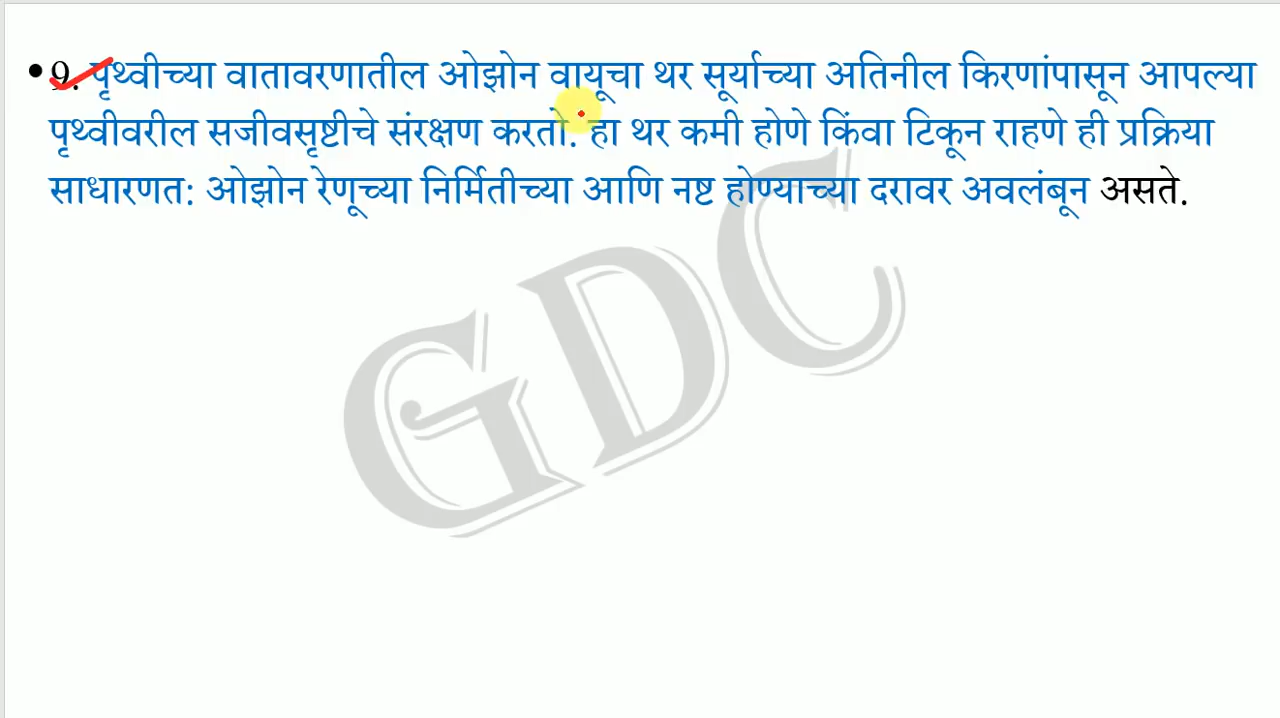 • 9. पृथ्वीच्या वातावरणातील ओझोन वायूचा थर सूर्याच्या अतिनील किरणांपासून आपल्या
पृथ्वीवरील सजीवसृष्टीचे संरक्षण करतो. हा थर कमी होणे किंवा टिकून राहणे ही प्रक्रिया
साधारणत: ओझोन रेणूच्या निर्मितीच्या आणि नष्ट होण्याच्या दरावर अवलंबून असते.
GDC